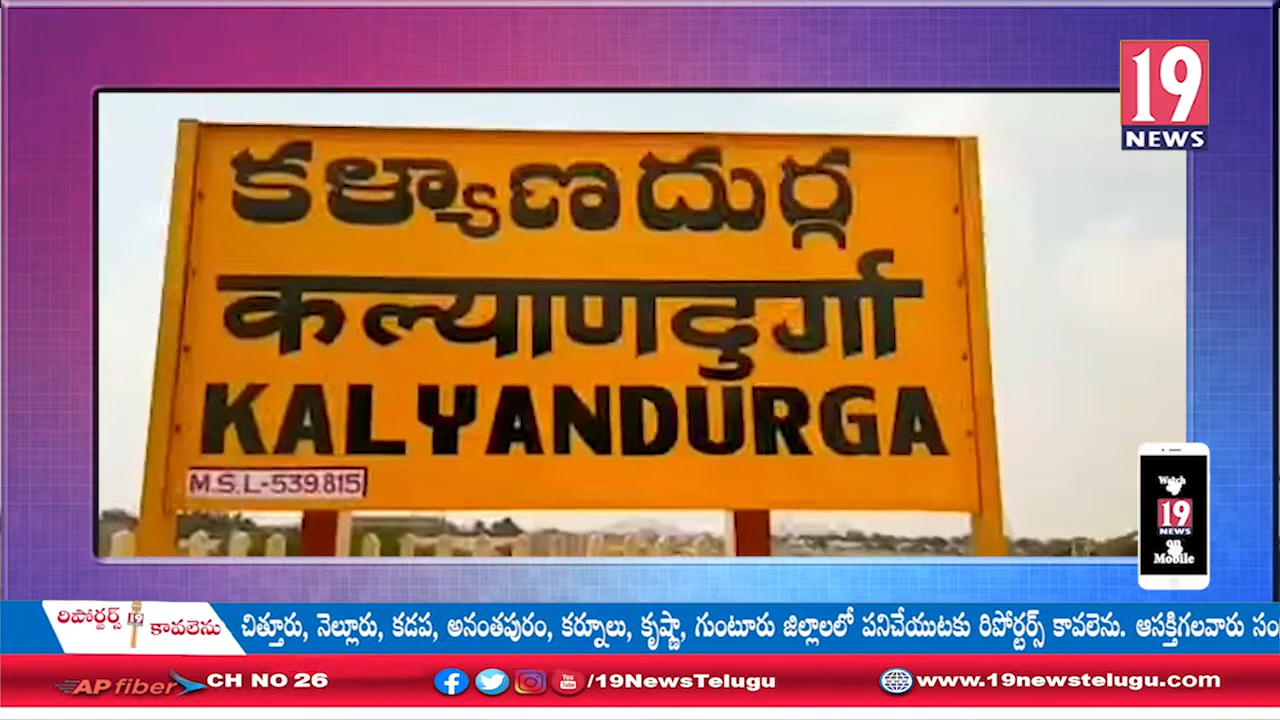 19
NEWS
కళ్యాణదుర్గ
कल्याणदुर्गा
KALYANDURGA
M.S.L-539.815
Watch
19
NEWS
on
Mobile
రిపోర్టర్స్ 19 కావలెను
చిత్తూరు, నెల్లూరు, కడప, అనంతపురం, కర్నూలు, కృష్ణా, గుంటూరు జిల్లాలలో పనిచేయుటకు రిపోర్టర్స్ కావలెను. ఆసక్తిగలవారు సం
AP fiber CH NO 26
/19NewsTelugu
www.19newstelugu.com